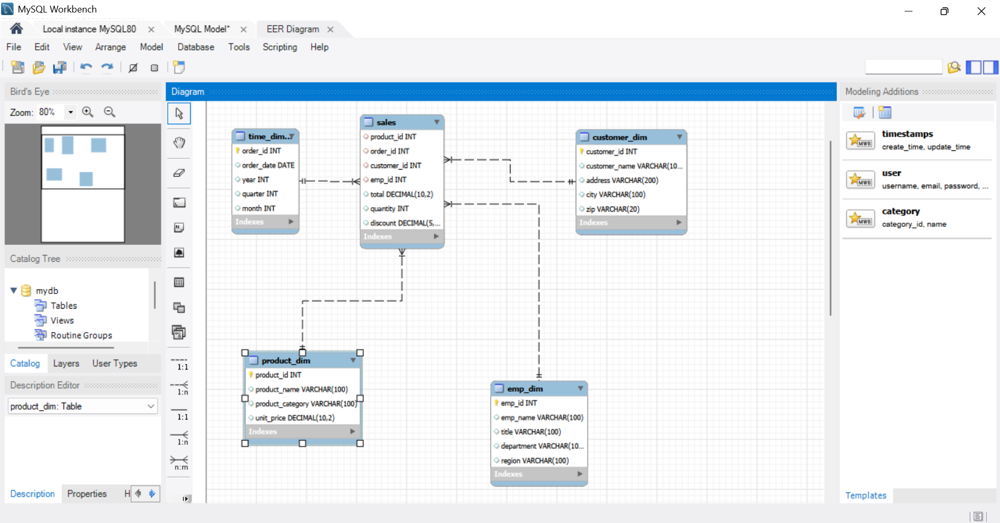 MySQL Workbench
Local instance MySQL80
MySQL Model*
EER Diagram
File Edit View Arrange Model Database Tools Scripting Help
Bird's Eye
Zoom: 80%
Catalog Tree
mydb
Tables
Views
Routine Groups
Catalog Layers User Types
Description Editor
product_dim: Table
Description Properties H
Diagram
1:1
1:n
1:1
1:n
n:m
time_dim...
order_id INT
order_date DATE
year INT
quarter INT
month INT
Indexes
sales
product_id INT
order_id INT
customer_id INT
emp_id INT
total DECIMAL(10,2)
quantity INT
discount DECIMAL(5,...
Indexes
customer_dim
customer_id INT
customer_name VARCHAR(10...
address VARCHAR(200)
city VARCHAR(100)
zip VARCHAR(20)
Indexes
product_dim
product_id INT
product_name VARCHAR(100)
product_category VARCHAR(100)
unit_price DECIMAL(10,2)
Indexes
emp_dim
emp_id INT
emp_name VARCHAR(100)
title VARCHAR(100)
department VARCHAR(10...
region VARCHAR(100)
Indexes
Modeling Additions
MWB
timestamps
create_time, update_time
MWB
user
username, email, password, ...
MWB
category
category_id, name
Templates